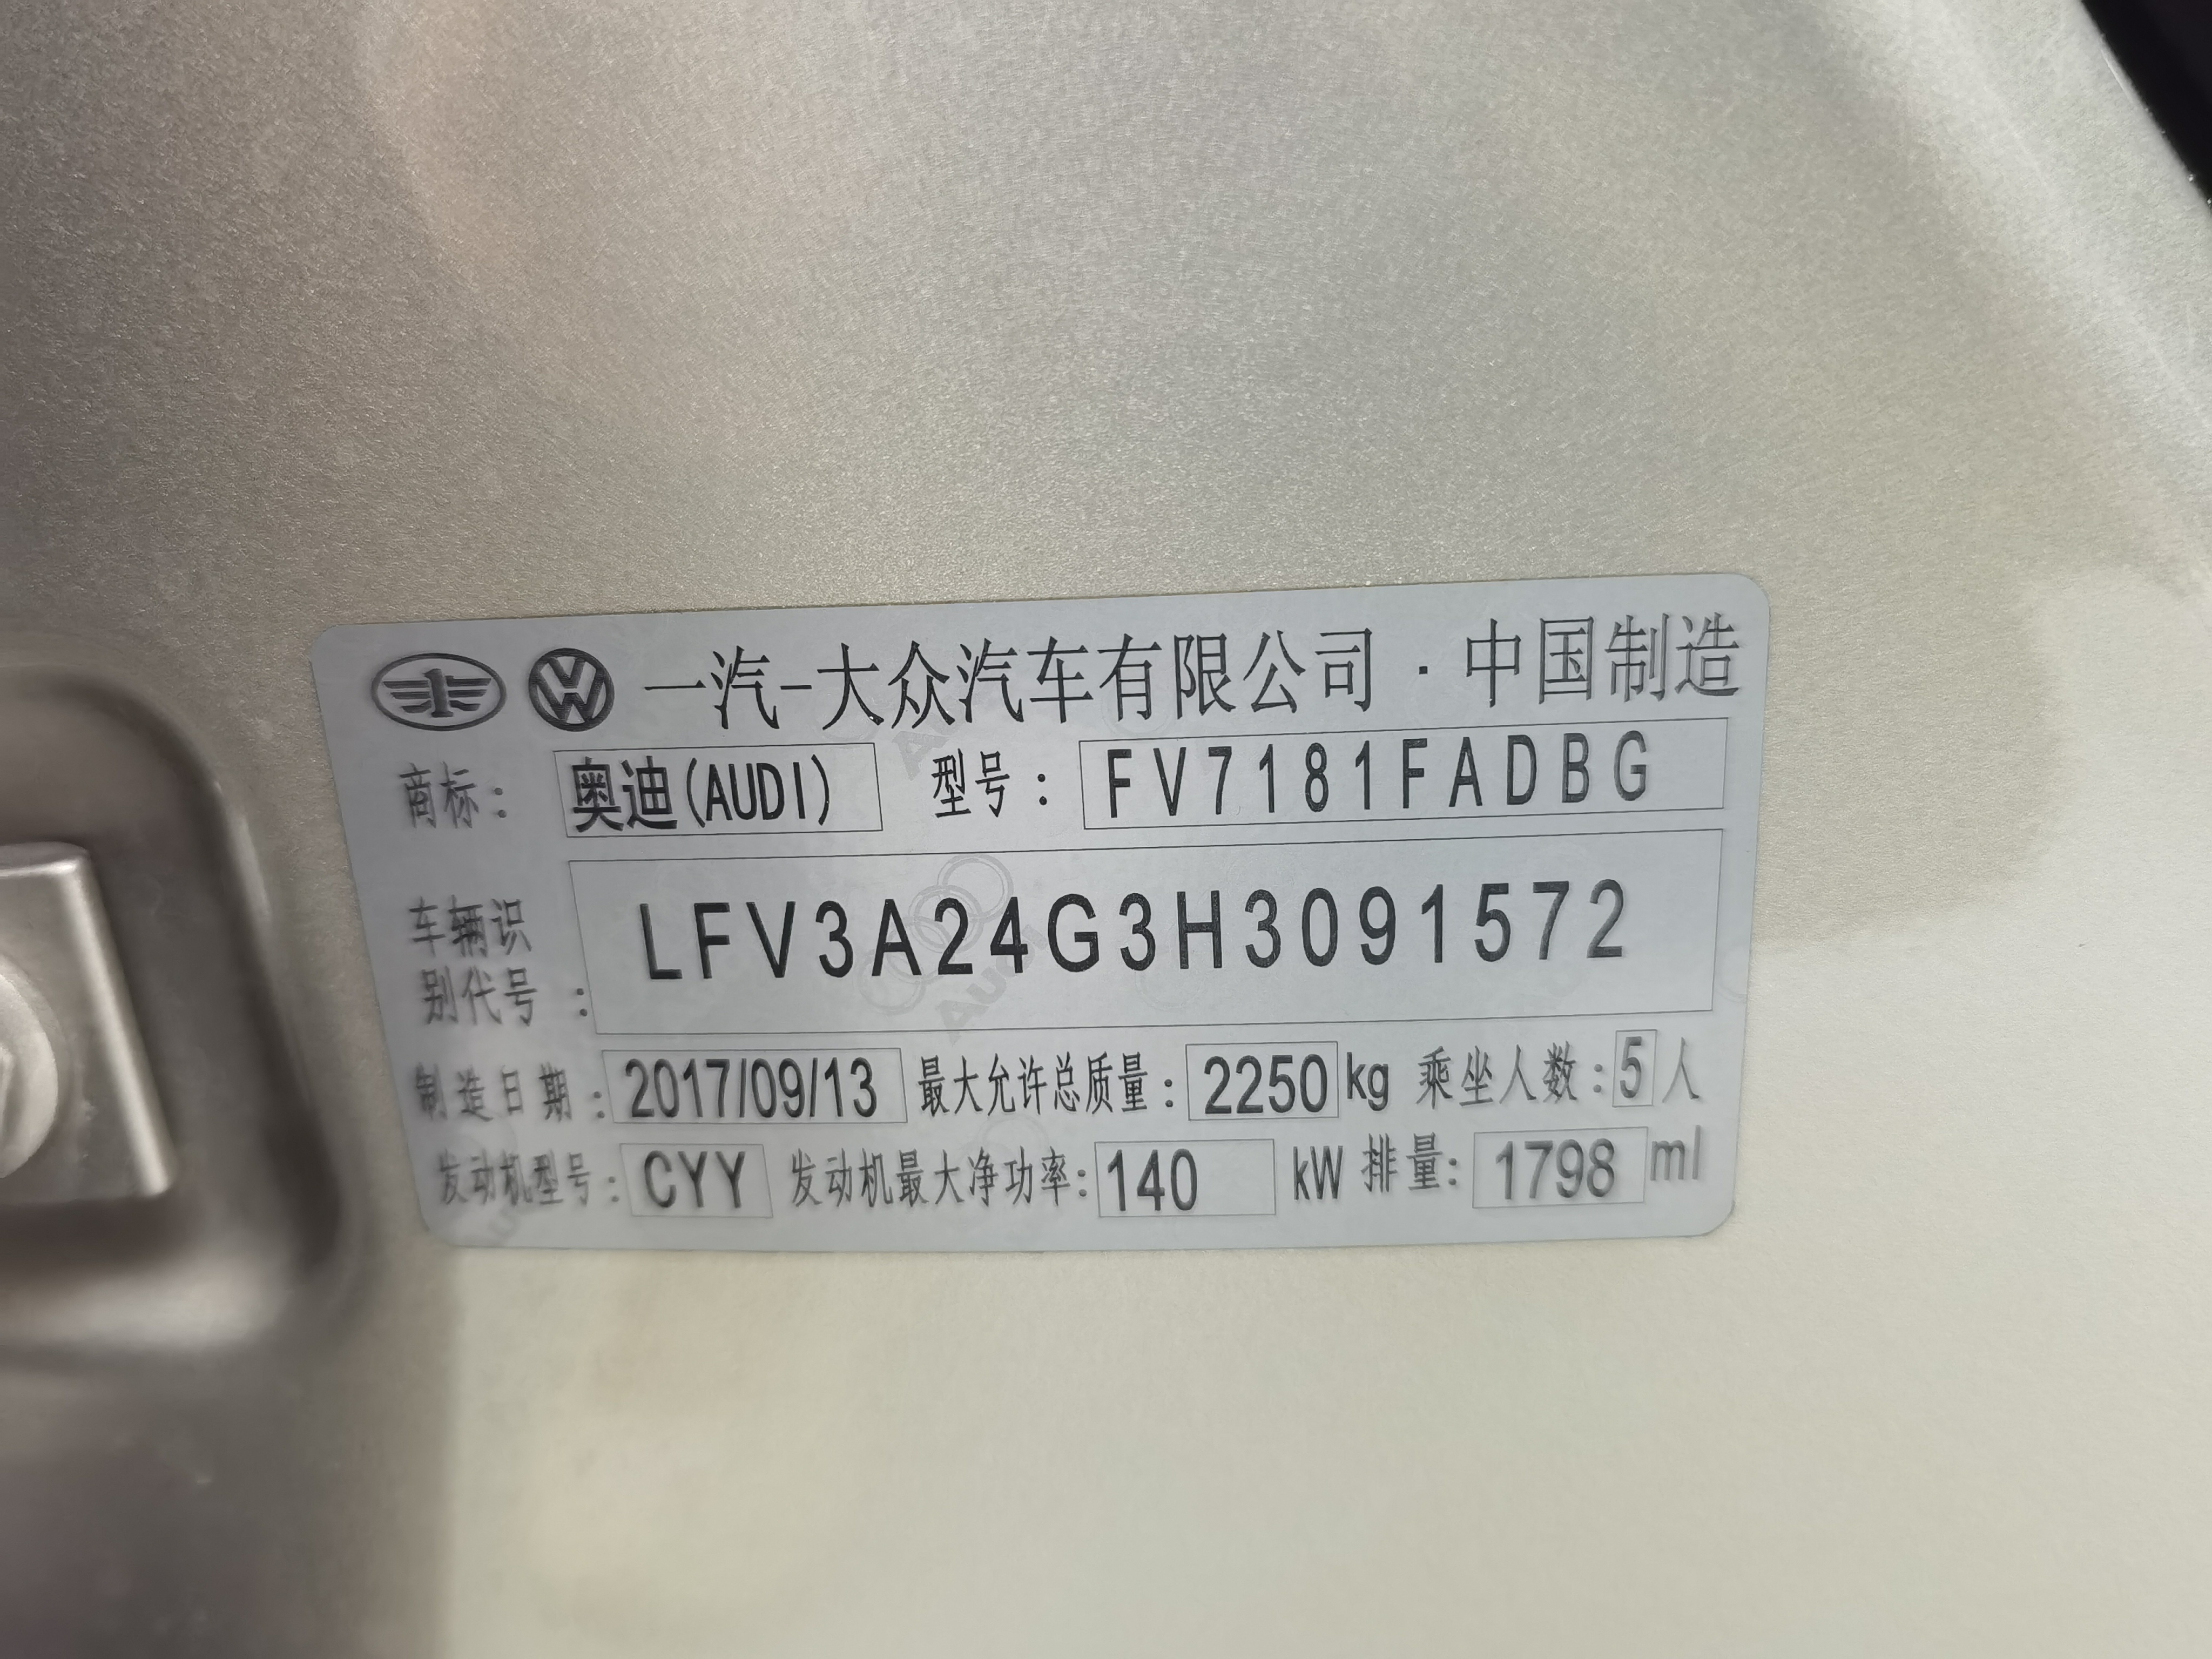 一汽-大众汽车有限公司·中国制造
商标: 奥迪(AUDI) 型号: FV7181FADBG
车辆识
别代号: LFV3A24G3H3091572
制造日期: 2017/09/13 最大允许总质量: 2250 kg 乘坐人数: 5 人
发动机型号: CYY 发动机最大净功率: 140 kW 排量: 1798 ml